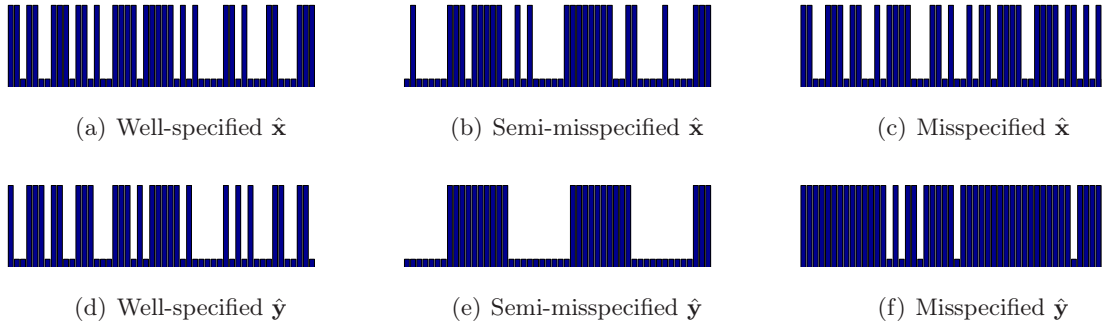 (a) Well-specified x̂
(b) Semi-misspecified x̂
(c) Misspecified x̂
(d) Well-specified ŷ
(e) Semi-misspecified ŷ
(f) Misspecified ŷ